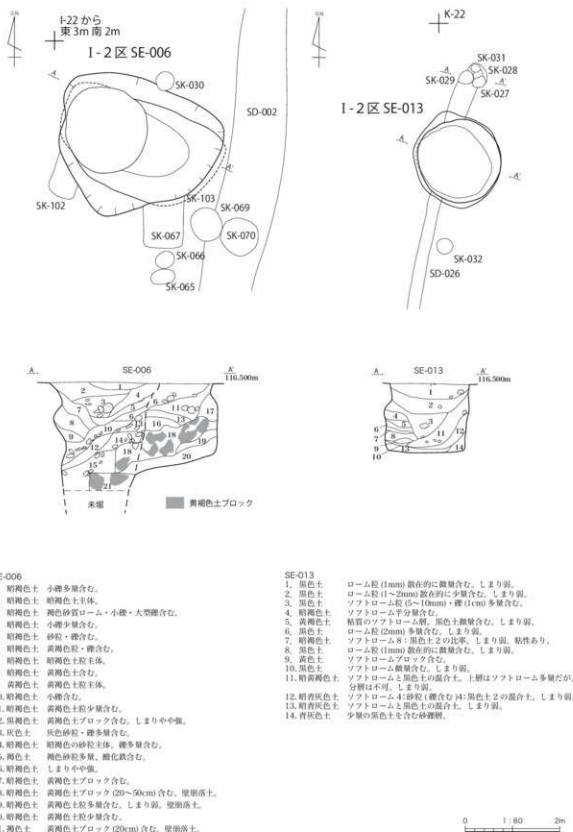 I-22 から
東 3m 南 2m
I - 2 区 SE-006
SK-030
SD-002
SK-102
SK-103
SK-069
SK-067
SK-070
SK-066
SK-065
K-22
SK-031
SK-028
SK-029
SK-027
I - 2 区 SE-013
SK-032
SD-026
A
A'
A
A'
A SE-006 A'
116.500m
未堀
黄褐色土ブロック
A SE-013 A'
116.500m
E-006
暗褐色土 小礫多量含む。
暗褐色土 暗褐色土主体。
暗褐色土 褐色砂質ローム・小礫・大型礫含む。
暗褐色土 小礫少量含む。
暗褐色土 砂粒・礫含む。
暗褐色土 黄褐色粒・礫含む。
暗褐色土 暗褐色土粒主体。
暗褐色土 黄褐色土含む。
黄褐色土 黄褐色土粒主体。
.暗褐色土 小礫含む。
.暗褐色土 黄褐色土粒少量含む。
.黒褐色土 黄褐色土ブロック含む。しまりやや強。
.灰色土 灰色砂粒・礫多量含む。
.暗褐色土 暗褐色の砂粒主体。礫多量含む。
.褐色土 褐色砂粒多量、酸化鉄含む。
.暗褐色土 しまりやや強。
.暗褐色土 黄褐色土ブロック含む。
.暗褐色土 黄褐色土ブロック (20～50cm) 含む。壁崩落土。
.暗褐色土 黄褐色土粒多量含む。しまり弱。壁崩落土。
.暗褐色土 黄褐色土粒少量含む。
.褐色土 黄褐色土ブロック (20cm) 含む。壁崩落土。
SE-013
1. 黒色土 ローム粒 (1mm) 散在的に微量含む。しまり弱。
2. 黒色土 ローム粒 (1～2mm) 散在的に少量含む。しまり弱。
3. 黒色土 ソフトローム粒 (5～10mm)・礫 (1cm) 多量含む。
4. 暗褐色土 ソフトローム半分量含む。
5. 黄褐色土 粘質のソフトローム層。黒色土微量含む。しまり弱。
6. 黒色土 ローム粒 (2mm) 多量含む。しまり弱。
7. 暗褐色土 ソフトローム 8：黒色土 2 の比率。しまり弱。粘性あり。
8. 黒色土 ローム粒 (1mm) 散在的に微量含む。しまり弱。
9. 黄色土 ソフトロームブロック含む。
10. 黒色土 ソフトローム微量含む。しまり弱。
11. 暗黄褐色土 ソフトロームと黒色土の混合土。上層はソフトローム多量だが、
分層は不可。しまり弱。
12. 暗青灰色土 ソフトローム 4：砂粒 ( 礫含む )4：黒色土 2 の混合土。しまり弱。
13. 暗青灰色土 ソフトロームと黒色土の混合土。しまり弱。
14. 青灰色土 少量の黒色土を含む砂礫層。
0 1 : 80 2m